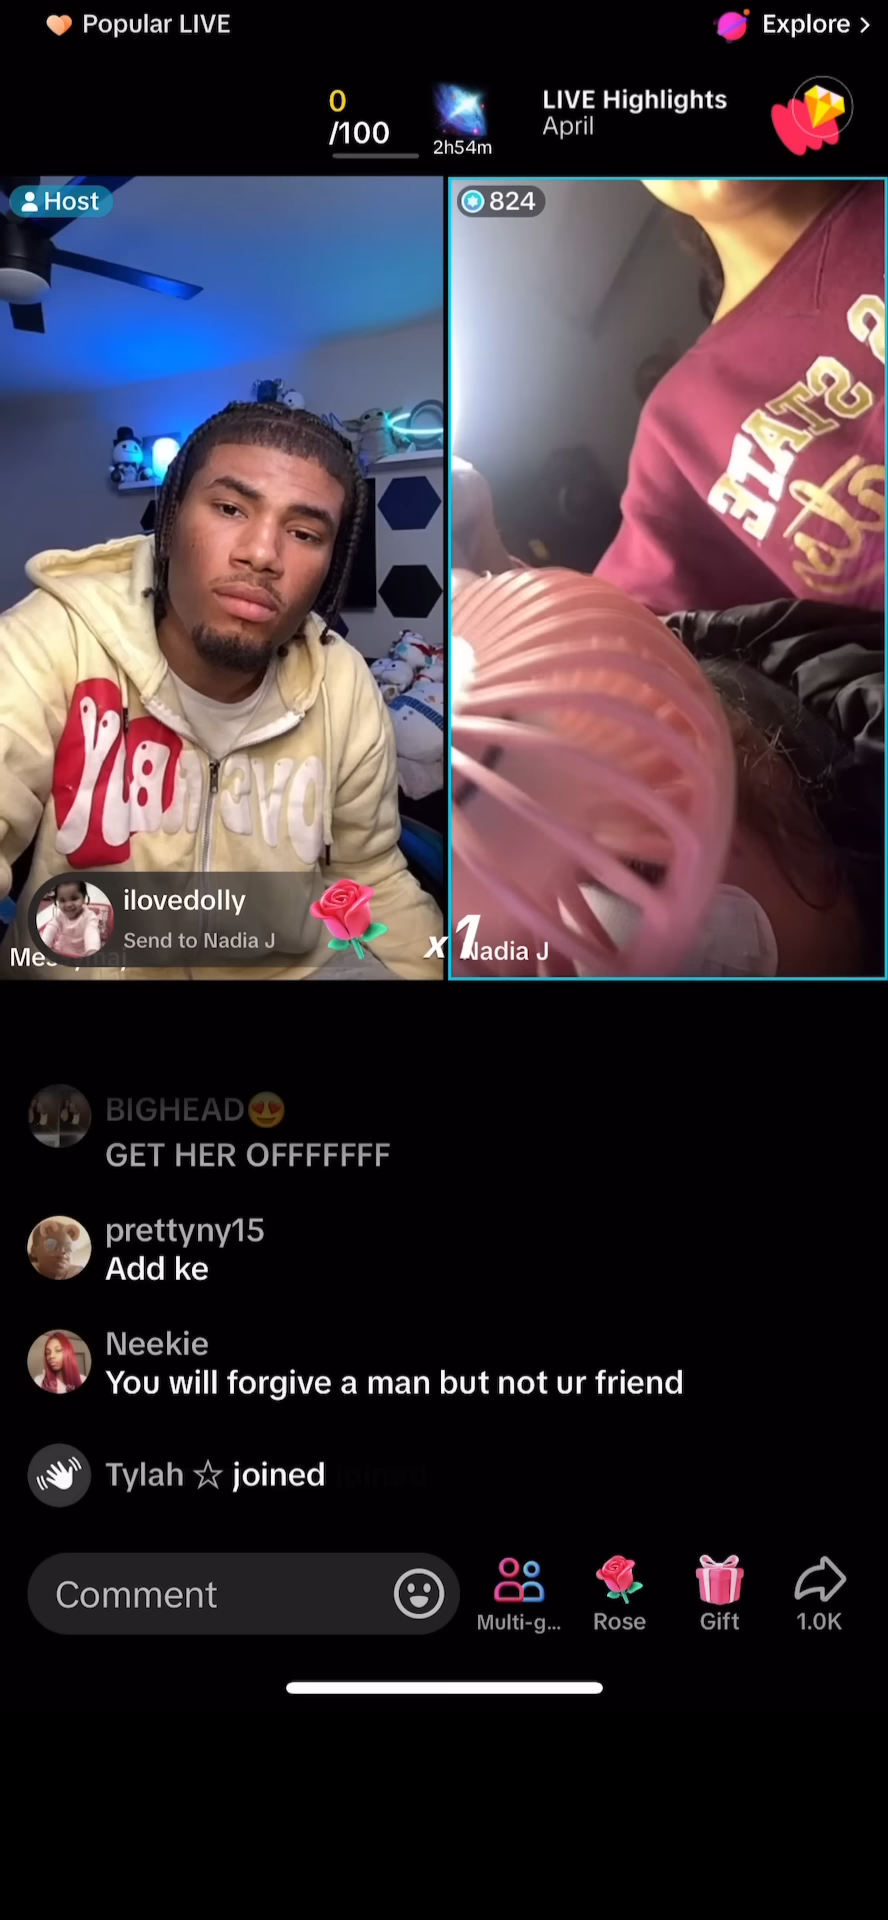 Popular LIVE
Explore >
0
/100
2h54m
LIVE Highlights
April
Host
824
STATE
ilovedolly
Send to Nadia J
x1
Nadia J
BIGHEAD😍
GET HER OFFFFFFF
prettyny15
Add ke
Neekie
You will forgive a man but not ur friend
Tylah ☆ joined
Comment
Multi-g...
Rose
Gift
1.0K